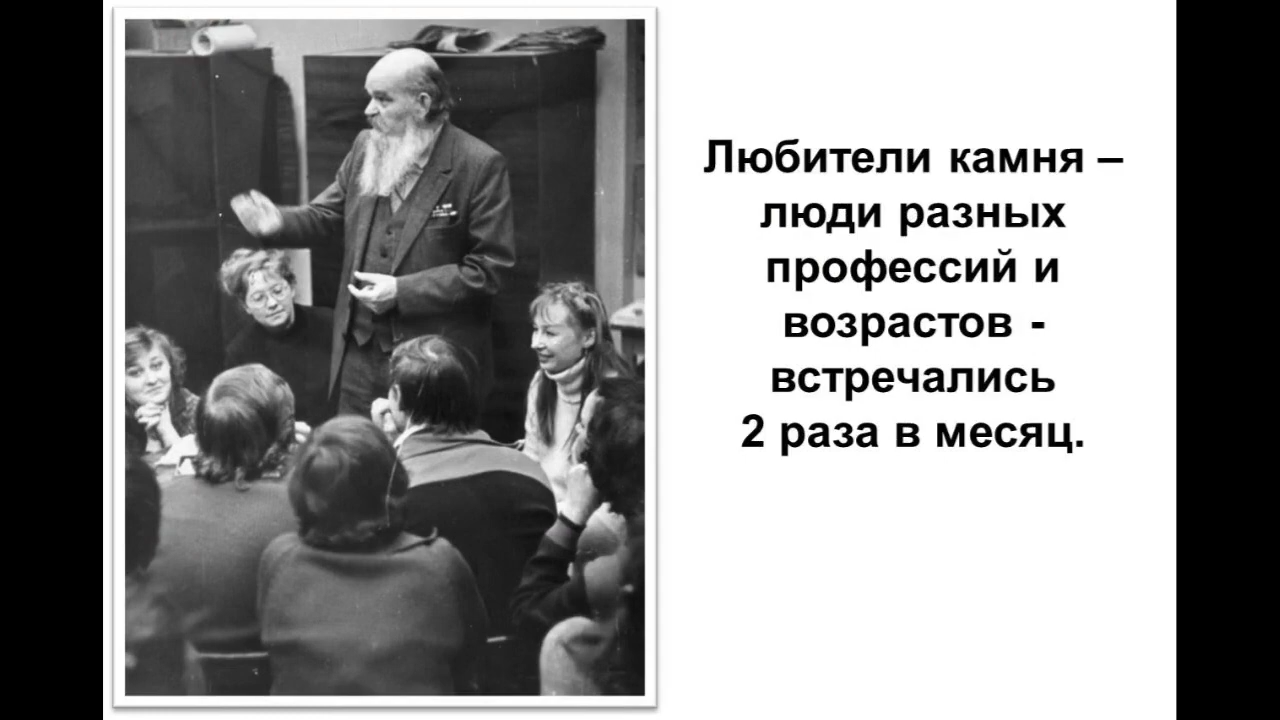 Любители камня –
люди разных
профессий и
возрастов -
встречались
2 раза в месяц.